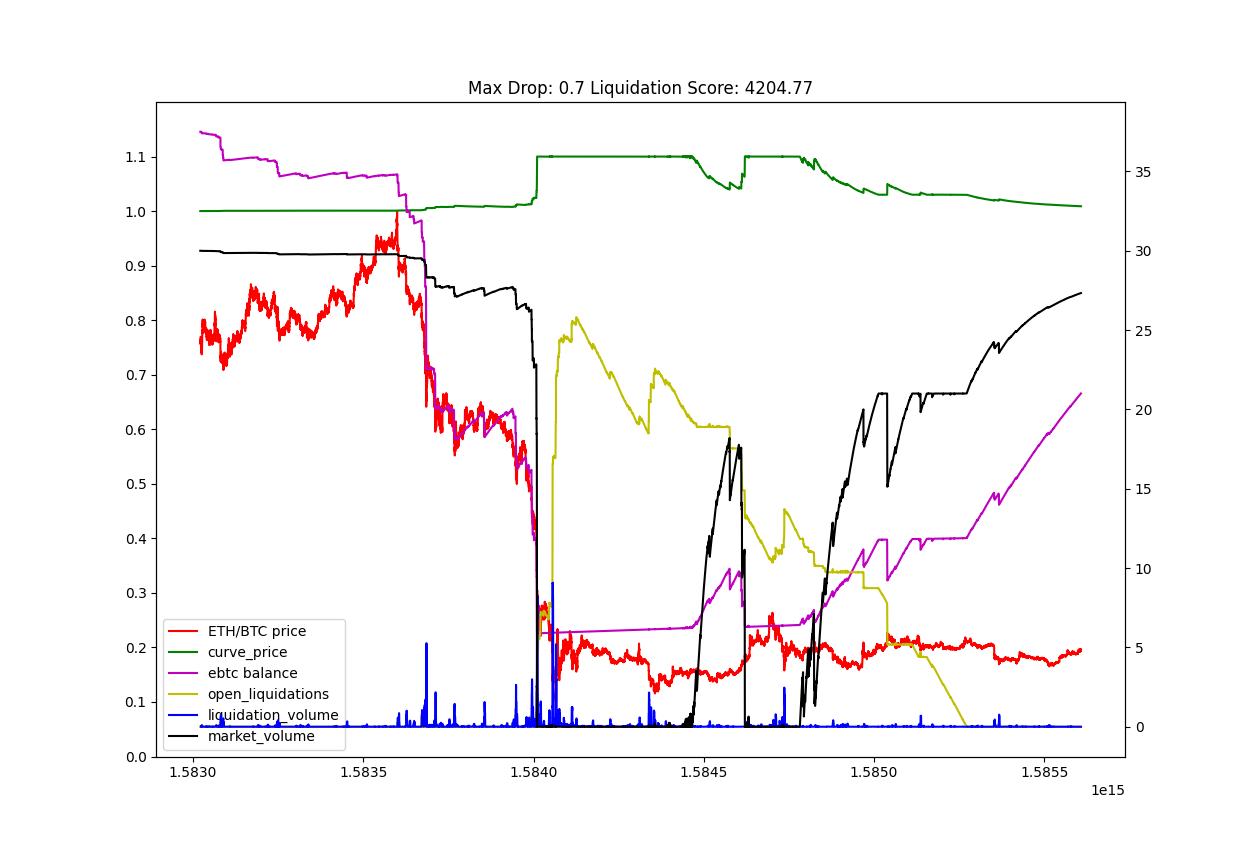 Max Drop: 0.7 Liquidation Score: 4204.77
1.1
1.0
0.9
0.8
0.7
0.6
0.5
0.4
0.3
0.2
0.1
0.0
35
30
25
20
15
10
5
0
ETH/BTC price
curve_price
ebtc balance
open_liquidations
liquidation_volume
market_volume
1.5830 1.5835 1.5840 1.5845 1.5850 1.5855
1e15